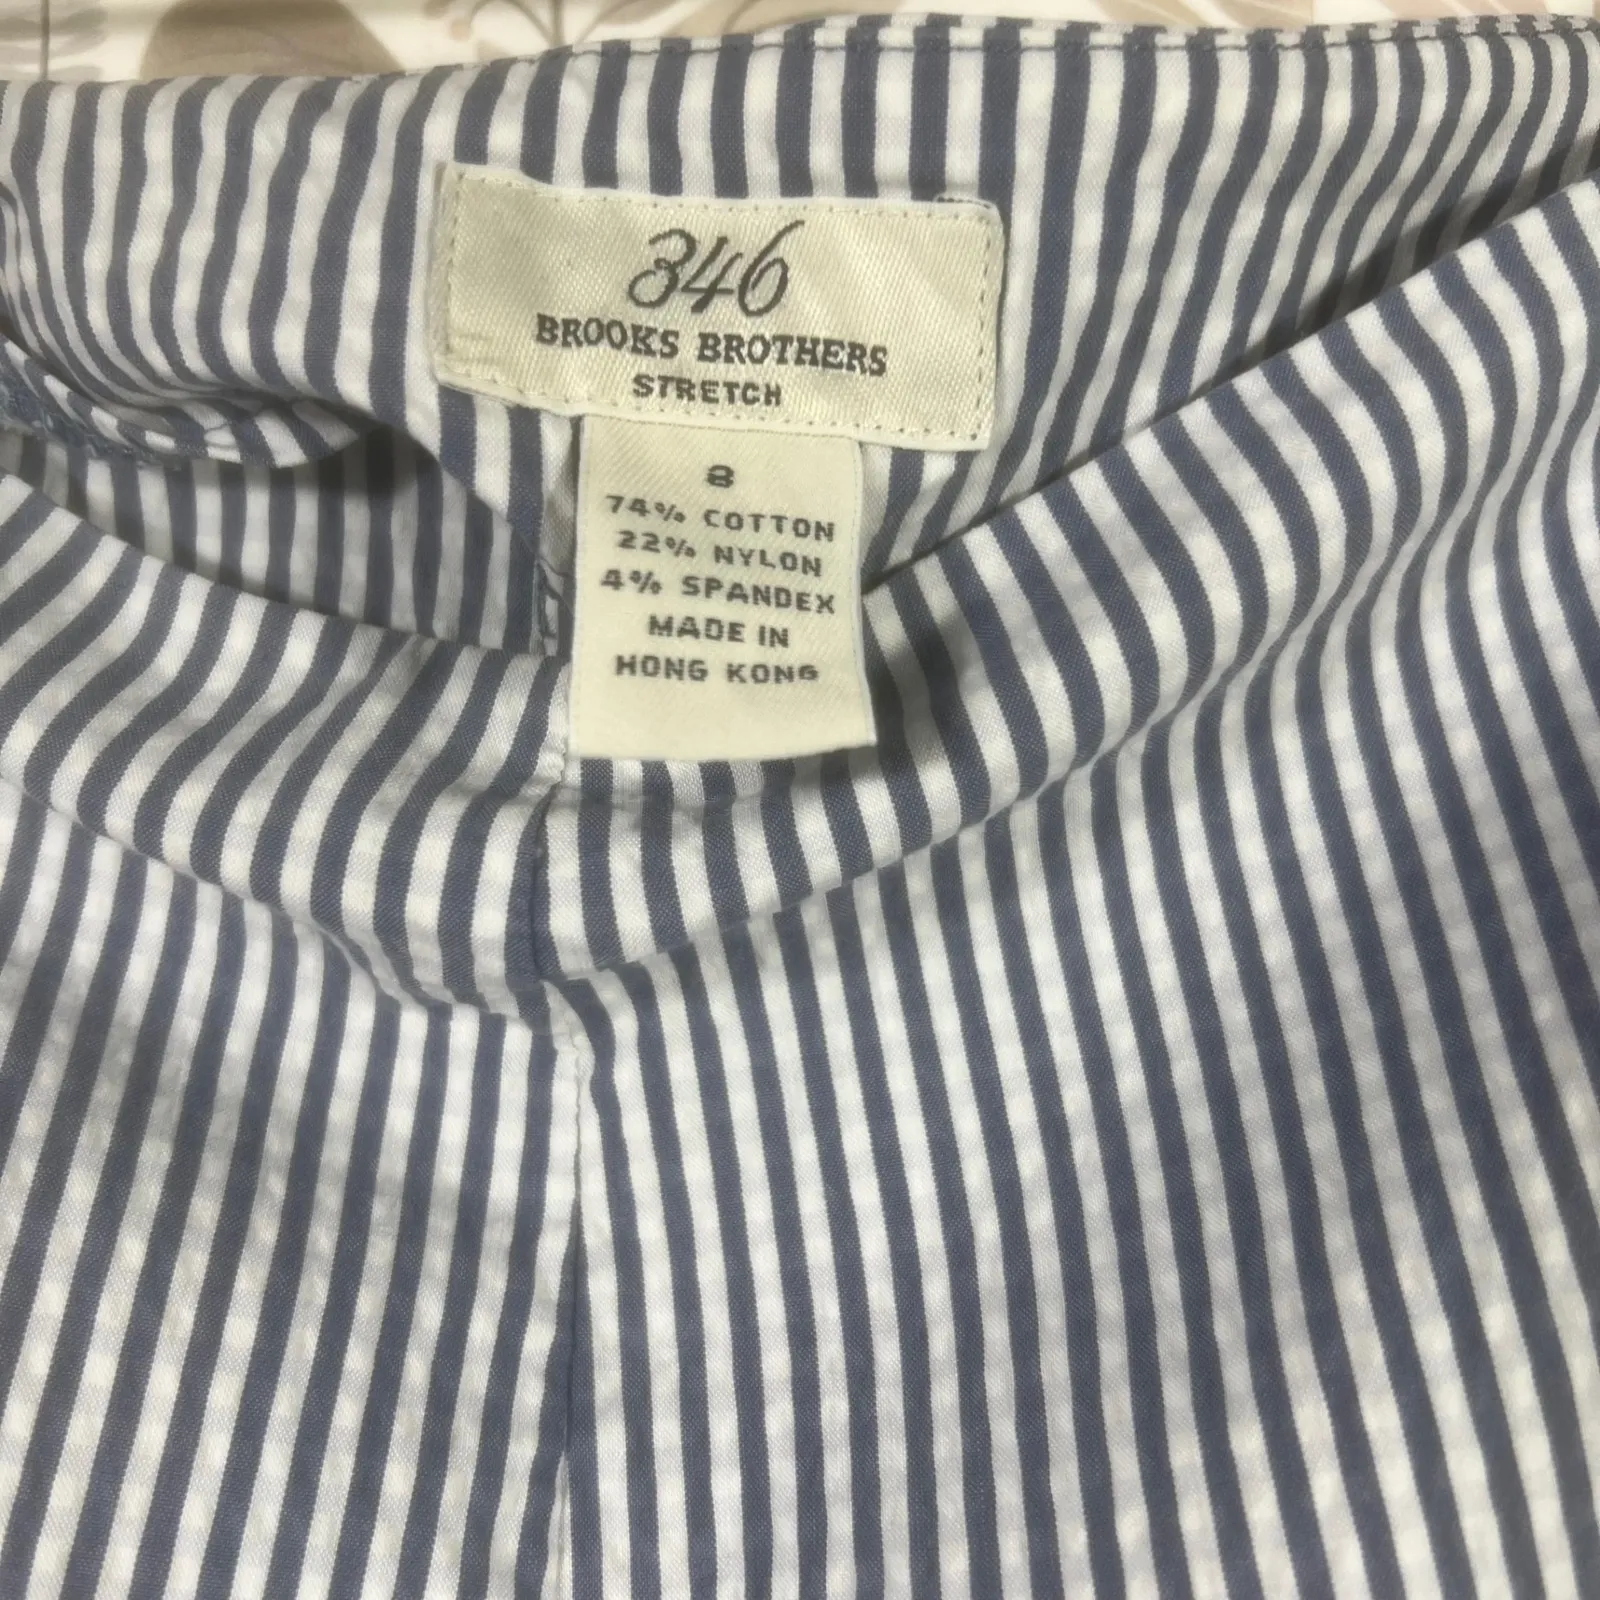 346
BROOKS BROTHERS
STRETCH
8
74% COTTON
22% NYLON
4% SPANDEX
MADE IN
HONG KONG